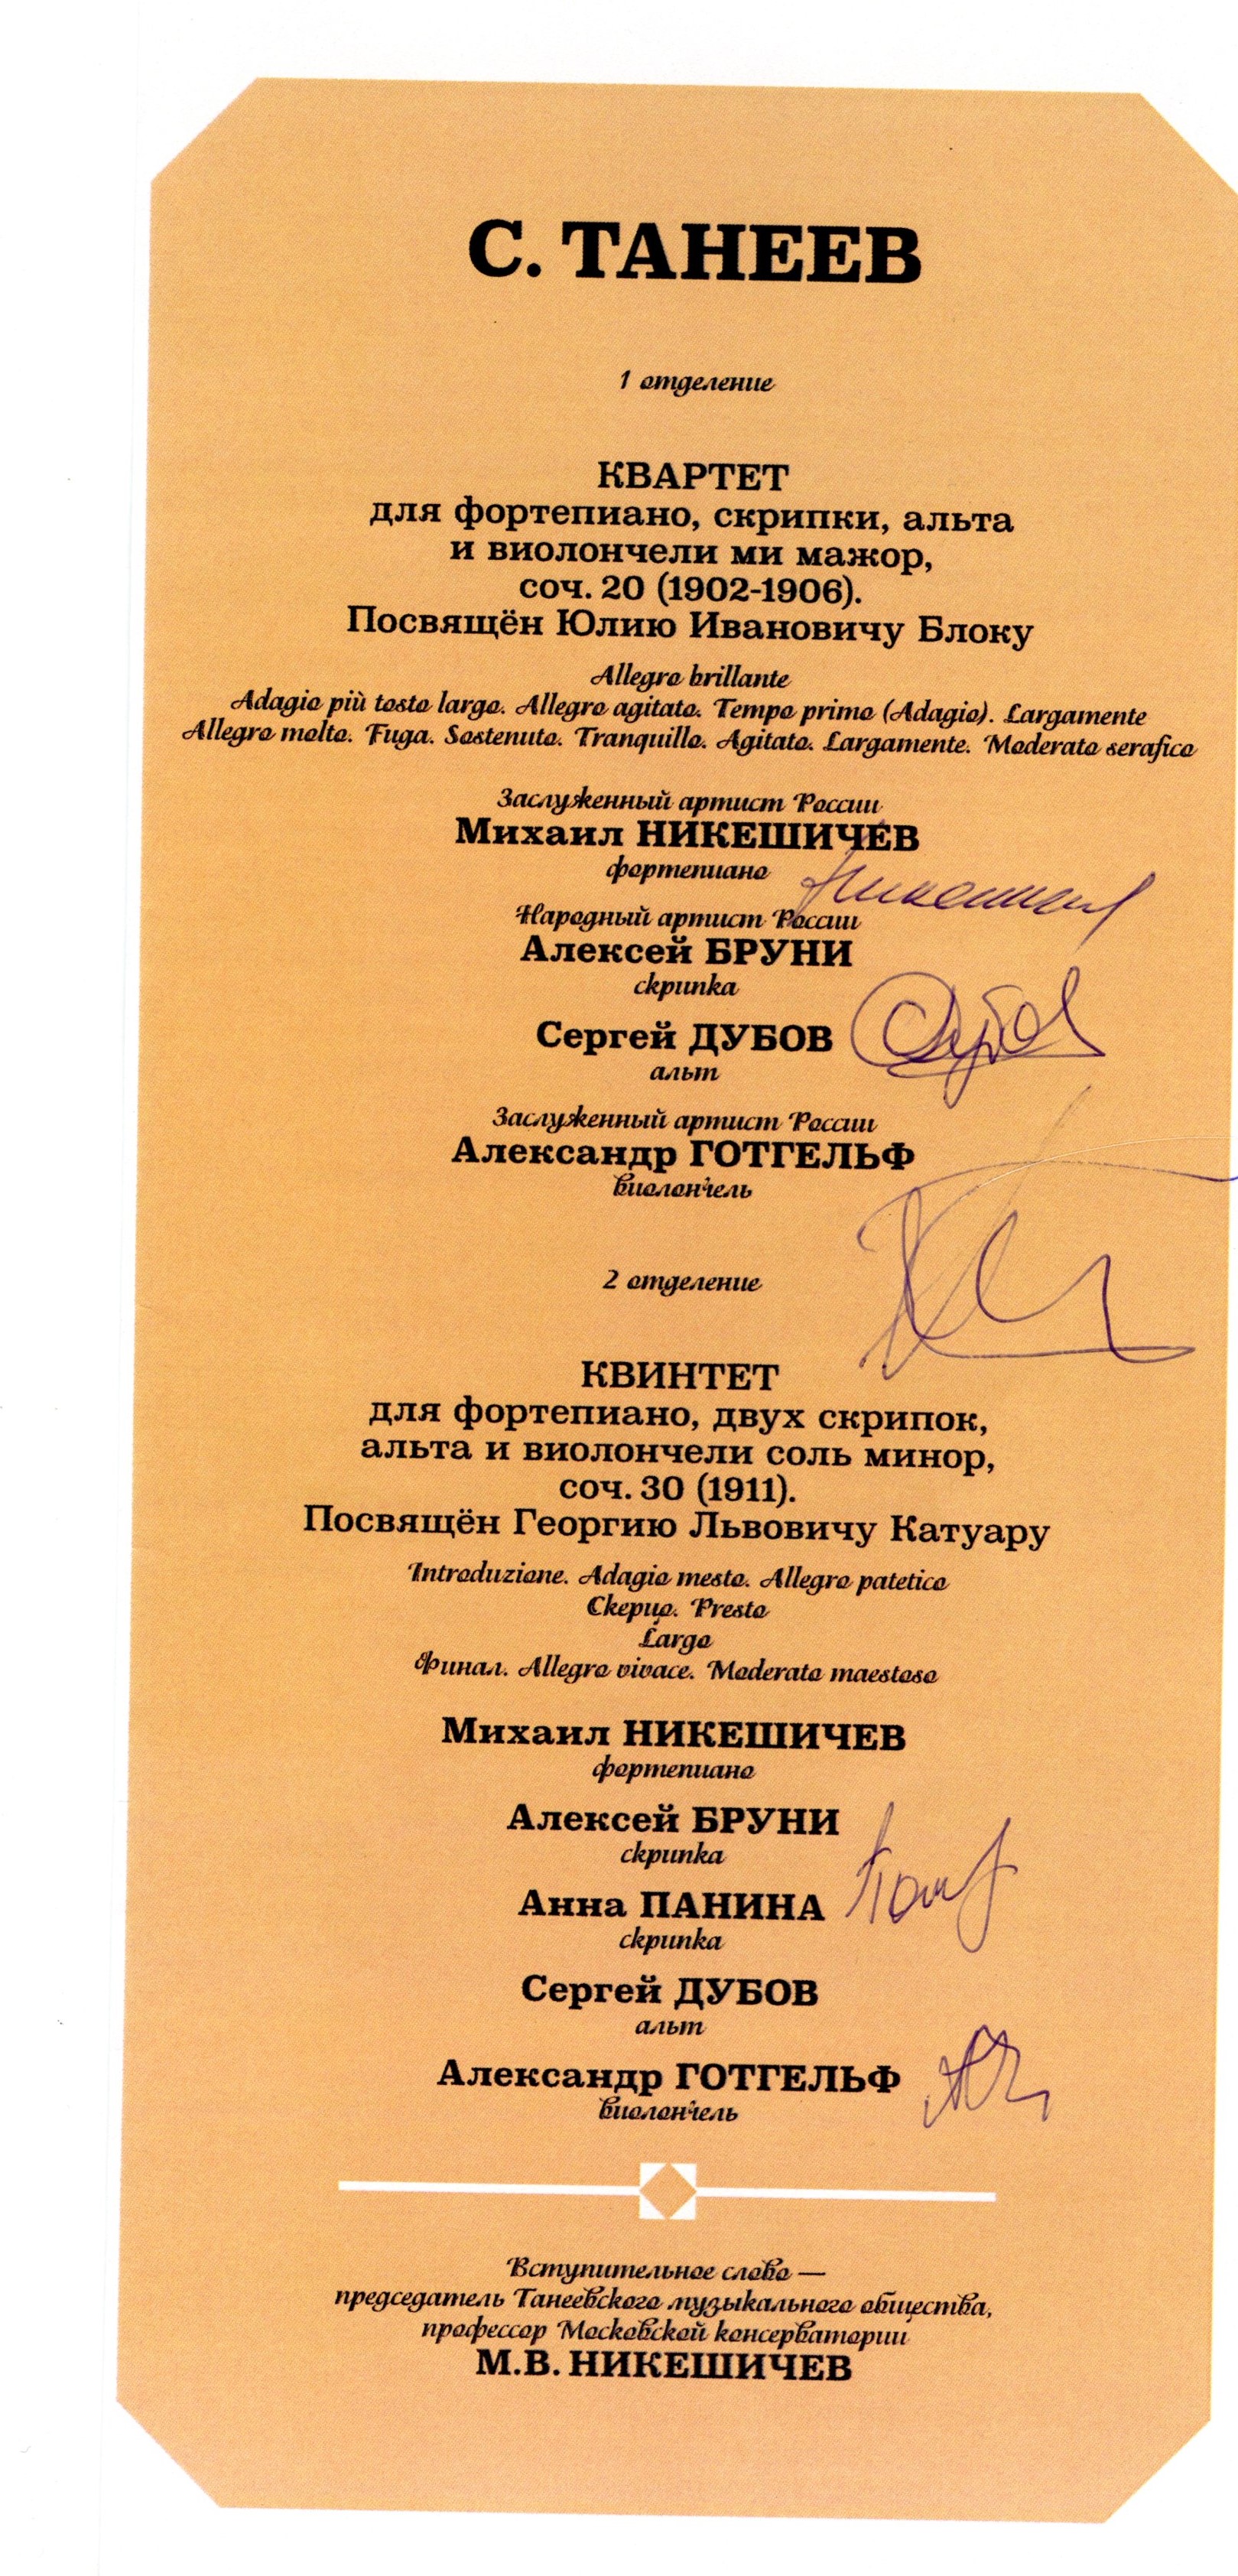 С. ТАНЕЕВ
1 отделение
КВАРТЕТ
для фортепиано, скрипки, альта
и виолончели ми мажор,
соч. 20 (1902-1906).
Посвящён Юлию Ивановичу Блоку
Allegro brillante
Adagio più tosto largo. Allegro agitato. Tempo primo (Adagio). Largamente
Allegro molto. Fuga. Sostenuto. Tranquillo. Agitato. Largamente. Moderato serafico
Заслуженный артист России
Михаил НИКЕШИЧЕВ
фортепиано
Народный артист России
Алексей БРУНИ
скрипка
Сергей ДУБОВ
альт
Заслуженный артист России
Александр ГОТГЕЛЬФ
виолончель
2 отделение
КВИНТЕТ
для фортепиано, двух скрипок,
альта и виолончели соль минор,
соч. 30 (1911).
Посвящён Георгию Львовичу Катуару
Introduzione. Adagio mesto. Allegro patetico
Скерцо. Presto
Largo
Финал. Allegro vivace. Moderato maestoso
Михаил НИКЕШИЧЕВ
фортепиано
Алексей БРУНИ
скрипка
Анна ПАНИНА
скрипка
Сергей ДУБОВ
альт
Александр ГОТГЕЛЬФ
виолончель
Вступительное слово —
председатель Танеевского музыкального общества,
профессор Московской консерватории
М.В. НИКЕШИЧЕВ